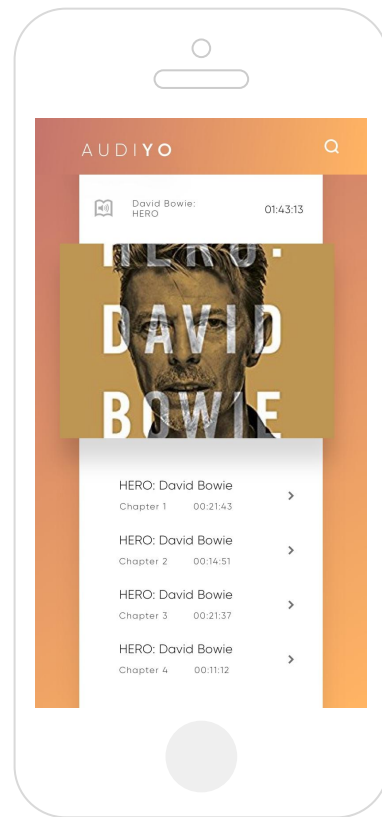 AUDIYO
David Bowie:
HERO
01:43:13
HERO:
DAVID
BOWIE
HERO: David Bowie
Chapter 1 00:21:43
HERO: David Bowie
Chapter 2 00:14:51
HERO: David Bowie
Chapter 3 00:21:37
HERO: David Bowie
Chapter 4 00:11:12